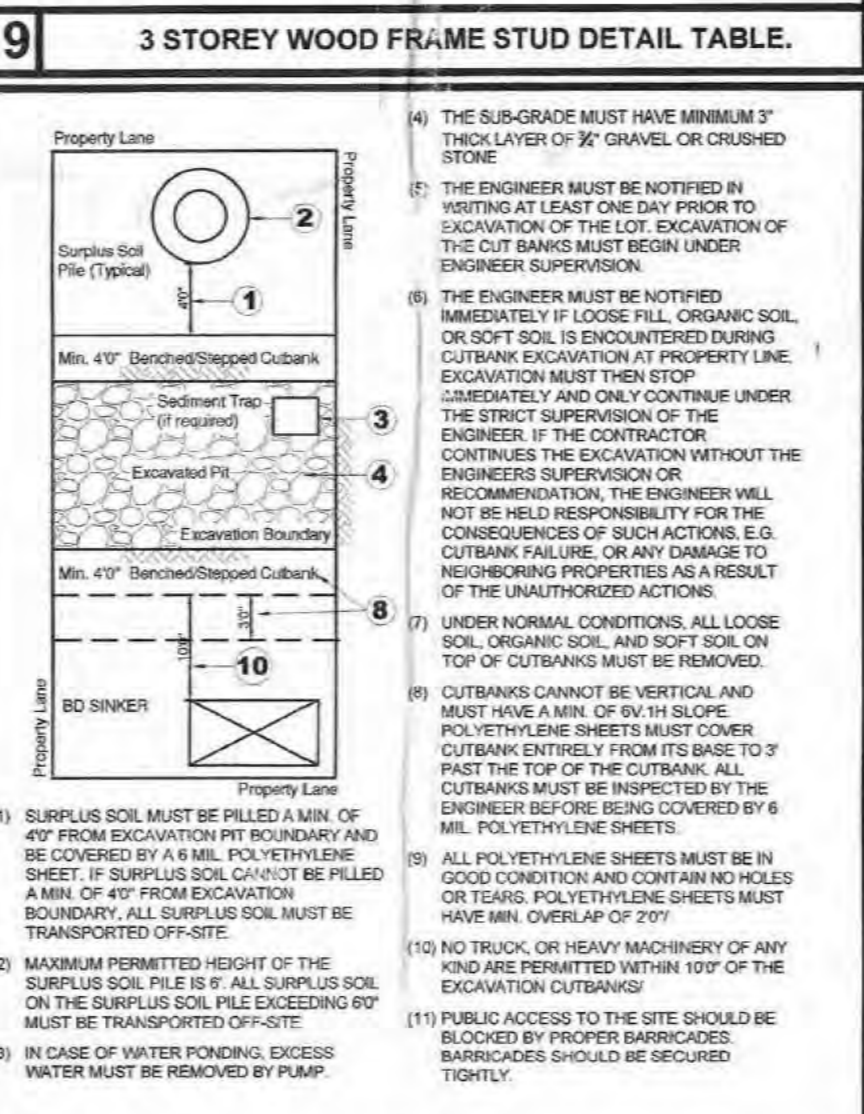 9
3 STOREY WOOD FRAME STUD DETAIL TABLE.
Property Lane
Property Lane
2
Surplus Soil
Pile (Typical)
4'0"
1
Min. 4'0" Benched/Stepped Cutbank
Sediment Trap
(if required)
3
Excavated Pit
4
Excavation Boundary
Min. 4'0" Benched/Stepped Cutbank
8
3'0"
10'0"
10
BD SINKER
Property Lane
Property Lane
1) SURPLUS SOIL MUST BE PILLED A MIN. OF
4'0" FROM EXCAVATION PIT BOUNDARY AND
BE COVERED BY A 6 MIL. POLYETHYLENE
SHEET. IF SURPLUS SOIL CANNOT BE PILLED
A MIN. OF 4'0" FROM EXCAVATION
BOUNDARY, ALL SURPLUS SOIL MUST BE
TRANSPORTED OFF-SITE.
2) MAXIMUM PERMITTED HEIGHT OF THE
SURPLUS SOIL PILE IS 6'. ALL SURPLUS SOIL
ON THE SURPLUS SOIL PILE EXCEEDING 6'0"
MUST BE TRANSPORTED OFF-SITE
3) IN CASE OF WATER PONDING, EXCESS
WATER MUST BE REMOVED BY PUMP.
(4) THE SUB-GRADE MUST HAVE MINIMUM 3"
THICK LAYER OF ¾" GRAVEL OR CRUSHED
STONE
(5) THE ENGINEER MUST BE NOTIFIED IN
WRITING AT LEAST ONE DAY PRIOR TO
EXCAVATION OF THE LOT. EXCAVATION OF
THE CUT BANKS MUST BEGIN UNDER
ENGINEER SUPERVISION.
(6) THE ENGINEER MUST BE NOTIFIED
IMMEDIATELY IF LOOSE FILL, ORGANIC SOIL,
OR SOFT SOIL IS ENCOUNTERED DURING
CUTBANK EXCAVATION AT PROPERTY LINE.
EXCAVATION MUST THEN STOP
IMMEDIATELY AND ONLY CONTINUE UNDER
THE STRICT SUPERVISION OF THE
ENGINEER. IF THE CONTRACTOR
CONTINUES THE EXCAVATION WITHOUT THE
ENGINEERS SUPERVISION OR
RECOMMENDATION, THE ENGINEER WILL
NOT BE HELD RESPONSIBILITY FOR THE
CONSEQUENCES OF SUCH ACTIONS, E.G.
CUTBANK FAILURE, OR ANY DAMAGE TO
NEIGHBORING PROPERTIES AS A RESULT
OF THE UNAUTHORIZED ACTIONS.
(7) UNDER NORMAL CONDITIONS, ALL LOOSE
SOIL, ORGANIC SOIL, AND SOFT SOIL ON
TOP OF CUTBANKS MUST BE REMOVED.
(8) CUTBANKS CANNOT BE VERTICAL AND
MUST HAVE A MIN. OF 6V.1H SLOPE.
POLYETHYLENE SHEETS MUST COVER
CUTBANK ENTIRELY FROM ITS BASE TO 3'
PAST THE TOP OF THE CUTBANK. ALL
CUTBANKS MUST BE INSPECTED BY THE
ENGINEER BEFORE BEING COVERED BY 6
MIL. POLYETHYLENE SHEETS.
(9) ALL POLYETHYLENE SHEETS MUST BE IN
GOOD CONDITION AND CONTAIN NO HOLES
OR TEARS. POLYETHYLENE SHEETS MUST
HAVE MIN. OVERLAP OF 2'0"/
(10) NO TRUCK, OR HEAVY MACHINERY OF ANY
KIND ARE PERMITTED WITHIN 10'0" OF THE
EXCAVATION CUTBANKS/
(11) PUBLIC ACCESS TO THE SITE SHOULD BE
BLOCKED BY PROPER BARRICADES.
BARRICADES SHOULD BE SECURED
TIGHTLY.